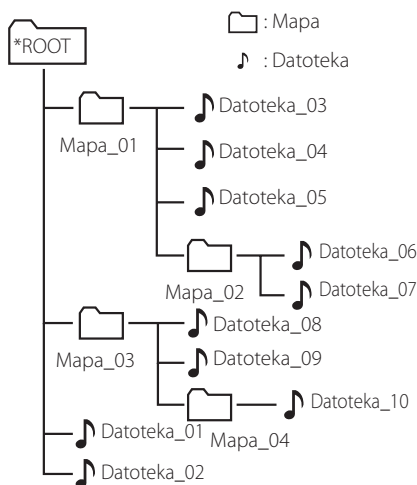 : Mapa
*ROOT
: Datoteka
Datoteka_03
Mapa_01
Datoteka_04
Datoteka_05
Datoteka_06
Mapa_02
Datoteka_07
Datoteka_08
Mapa_03
Datoteka_09
Datoteka_10
Datoteka_01
Mapa_04
Datoteka_02